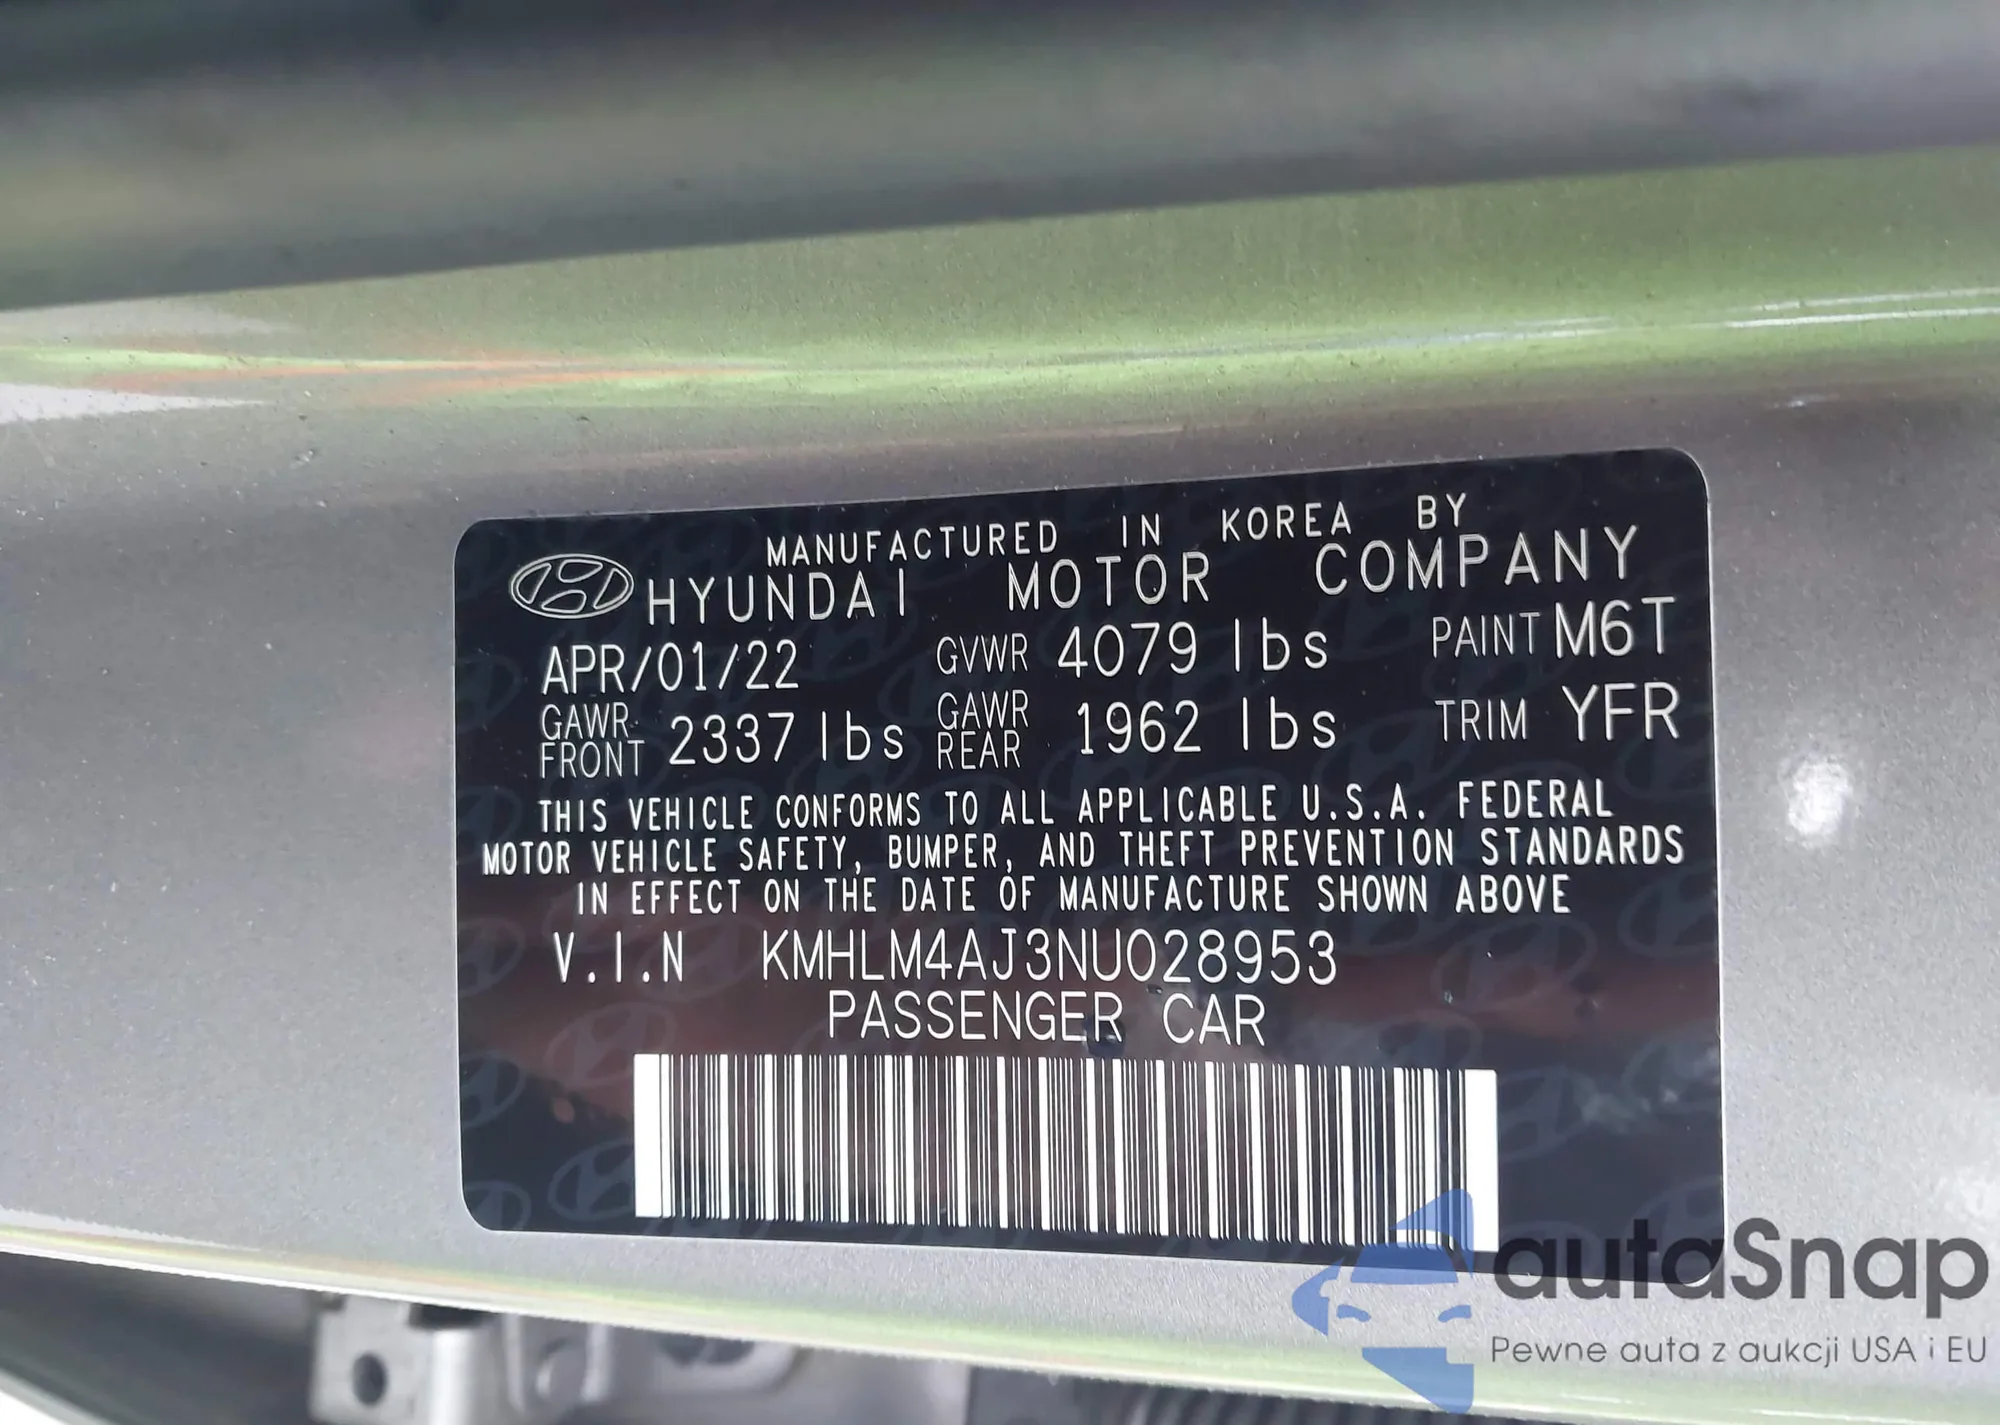 MANUFACTURED IN KOREA BY
HYUNDAI MOTOR COMPANY
APR/01/22 GVWR 4079 lbs PAINT M6T
GAWR FRONT 2337 lbs GAWR REAR 1962 lbs TRIM YFR
THIS VEHICLE CONFORMS TO ALL APPLICABLE U.S.A. FEDERAL
MOTOR VEHICLE SAFETY, BUMPER, AND THEFT PREVENTION STANDARDS
IN EFFECT ON THE DATE OF MANUFACTURE SHOWN ABOVE
V.I.N KMHLM4AJ3NU028953
PASSENGER CAR
autaSnap
Pewne auta z aukcji USA i EU